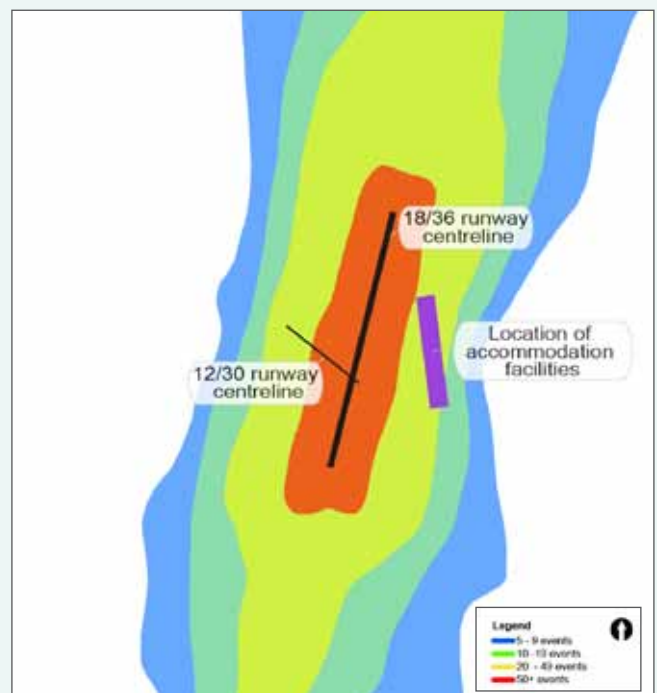 18/36 runway
centreline
Location of
accommodation
facilities
12/30 runway
centreline
Legend
5 - 9 events
10 - 19 events
20 - 49 events
50+ events